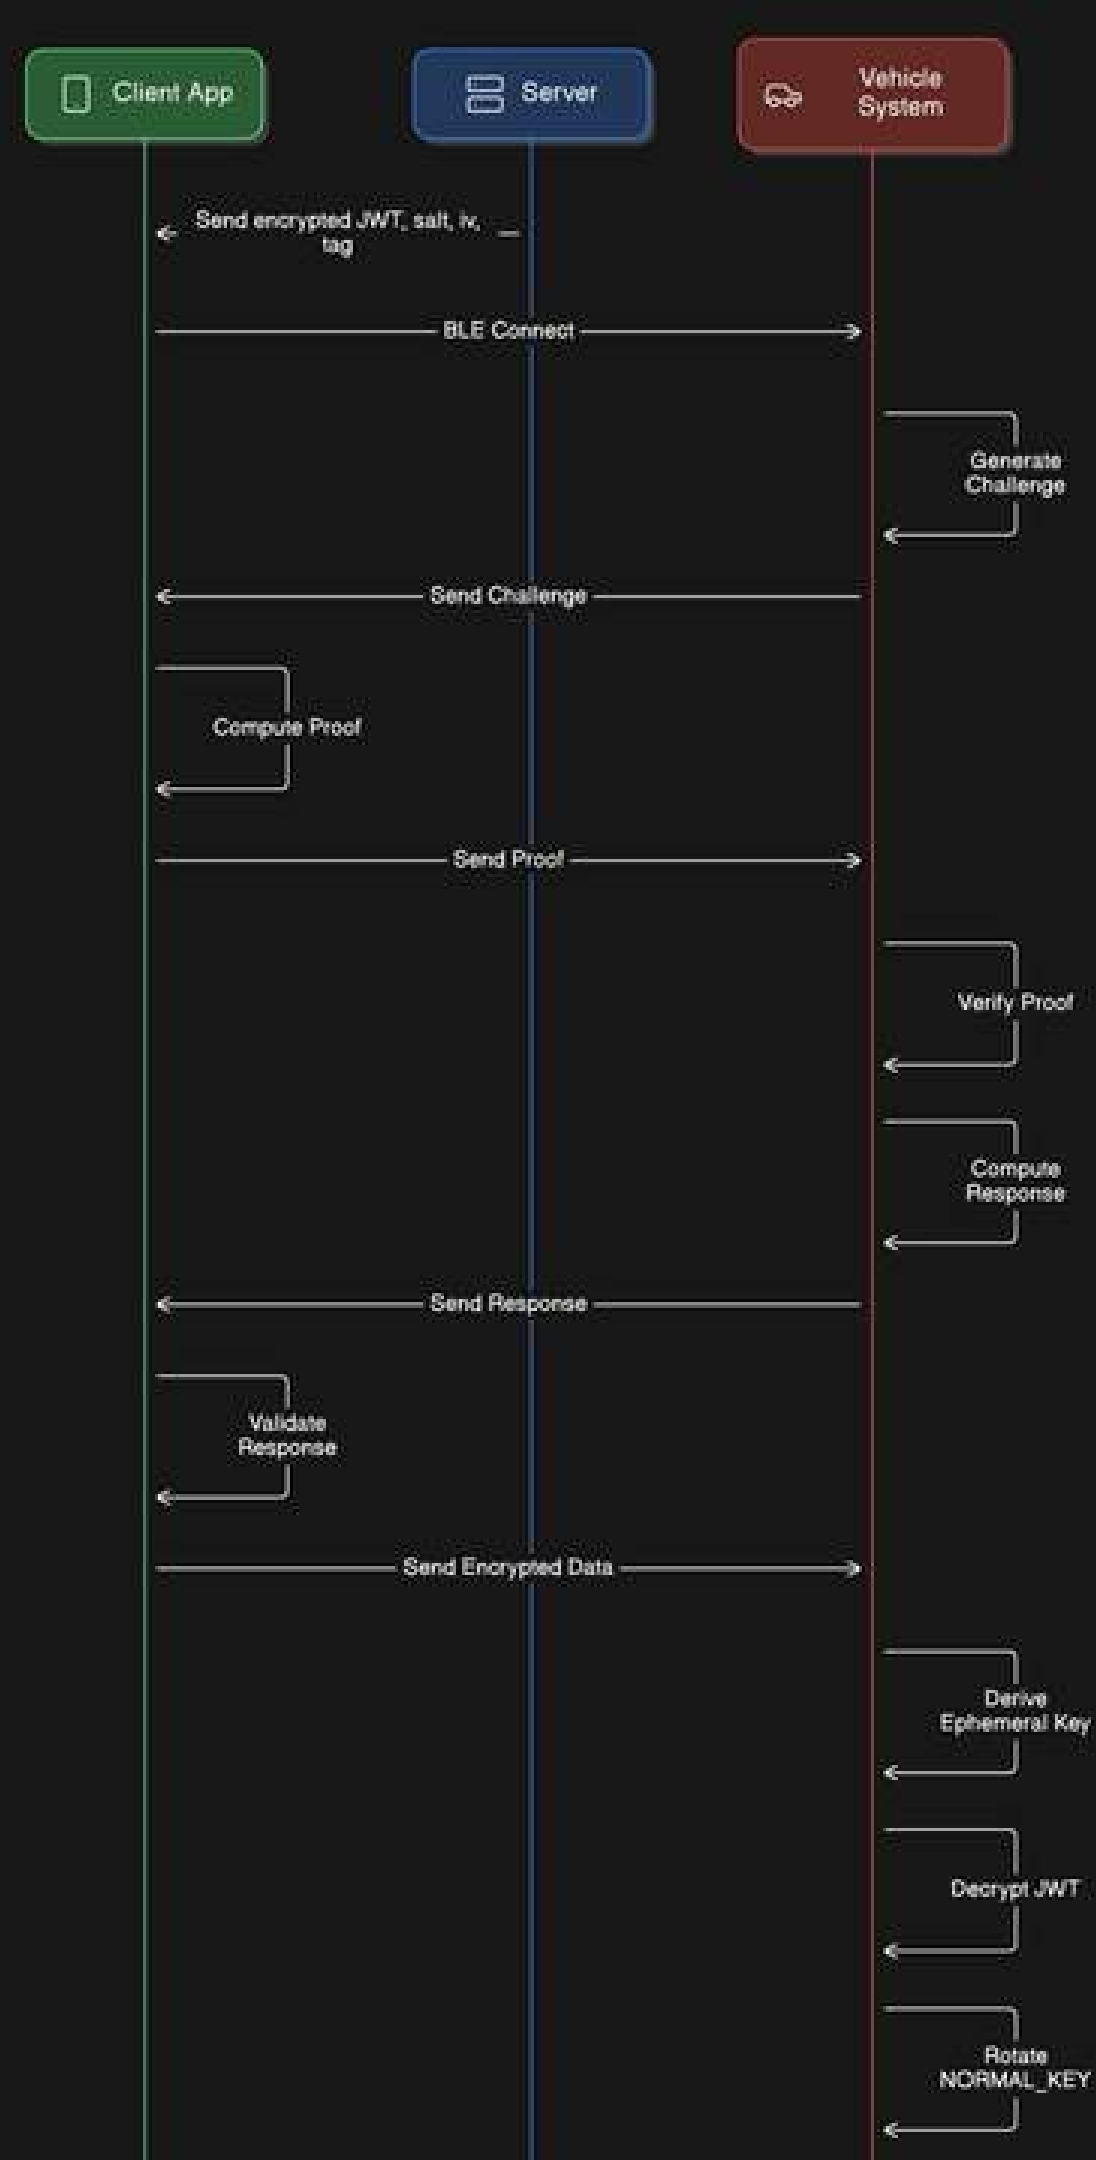 Client App
Server
Vehicle
System
Send encrypted JWT, salt, iv,
tag
BLE Connect
Generate
Challenge
Send Challenge
Compute Proof
Send Proof
Verify Proof
Compute
Response
Send Response
Validate
Response
Send Encrypted Data
Derive
Ephemeral Key
Decrypt JWT
Rotate
NORMAL_KEY